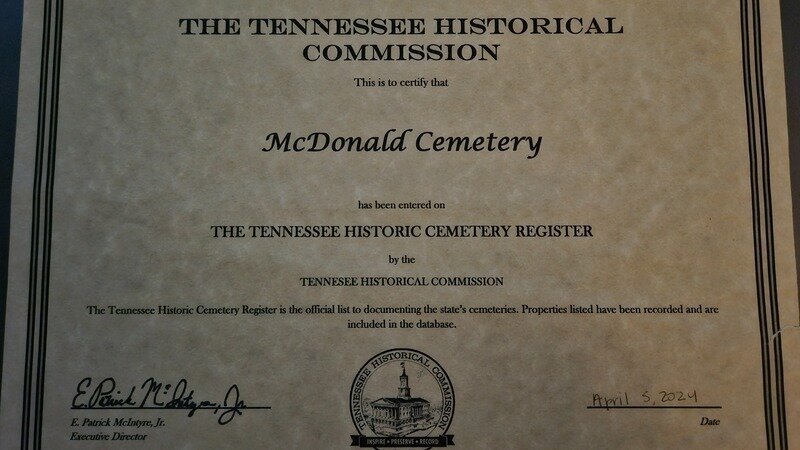 THE TENNESSEE HISTORICAL
COMMISSION
This is to certify that
McDonald Cemetery
has been entered on
THE TENNESSEE HISTORIC CEMETERY REGISTER
by the
TENNESEE HISTORICAL COMMISSION
The Tennessee Historic Cemetery Register is the official list to documenting the state's cemeteries. Properties listed have been recorded and are
included in the database.
E. Patrick McIntyre, Jr.
E. Patrick McIntyre, Jr.
Executive Director
TENNESSEE HISTORICAL COMMISSION
INSPIRE • PRESERVE • RECORD
April 5, 2024
Date